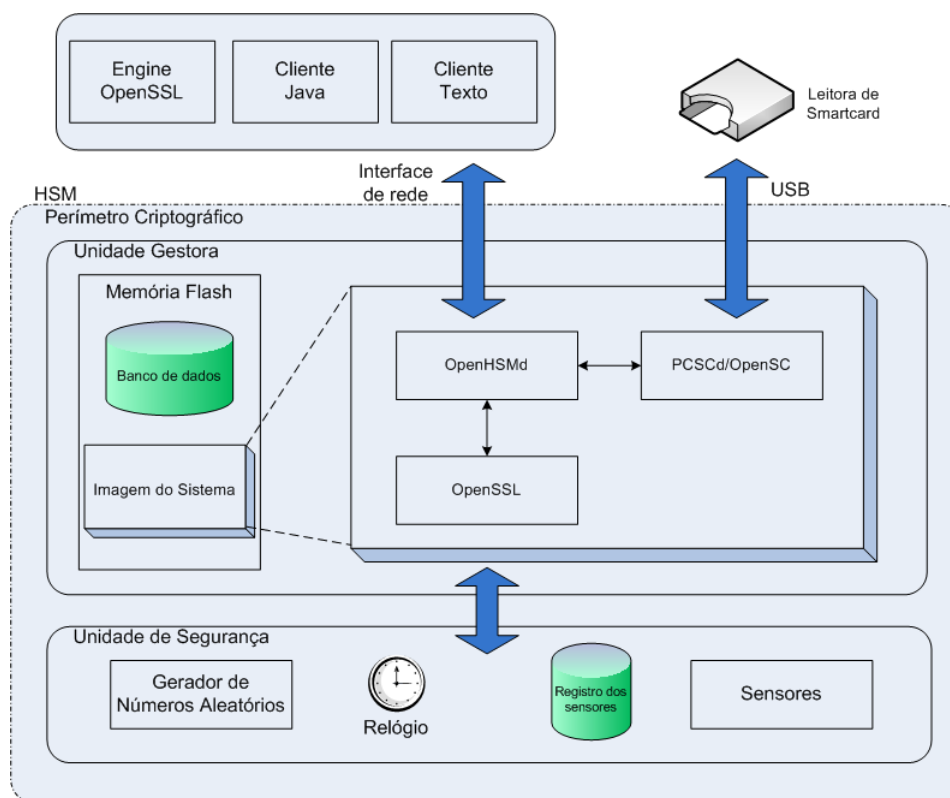 Engine
OpenSSL
Cliente
Java
Cliente
Texto
Leitora de
Smartcard
Interface
de rede
USB
HSM
Perímetro Criptográfico
Unidade Gestora
Memória Flash
Banco de dados
Imagem do Sistema
OpenHSMd
PCSCd/OpenSC
OpenSSL
Unidade de Segurança
Gerador de
Números Aleatórios
Relógio
Registro dos
sensores
Sensores